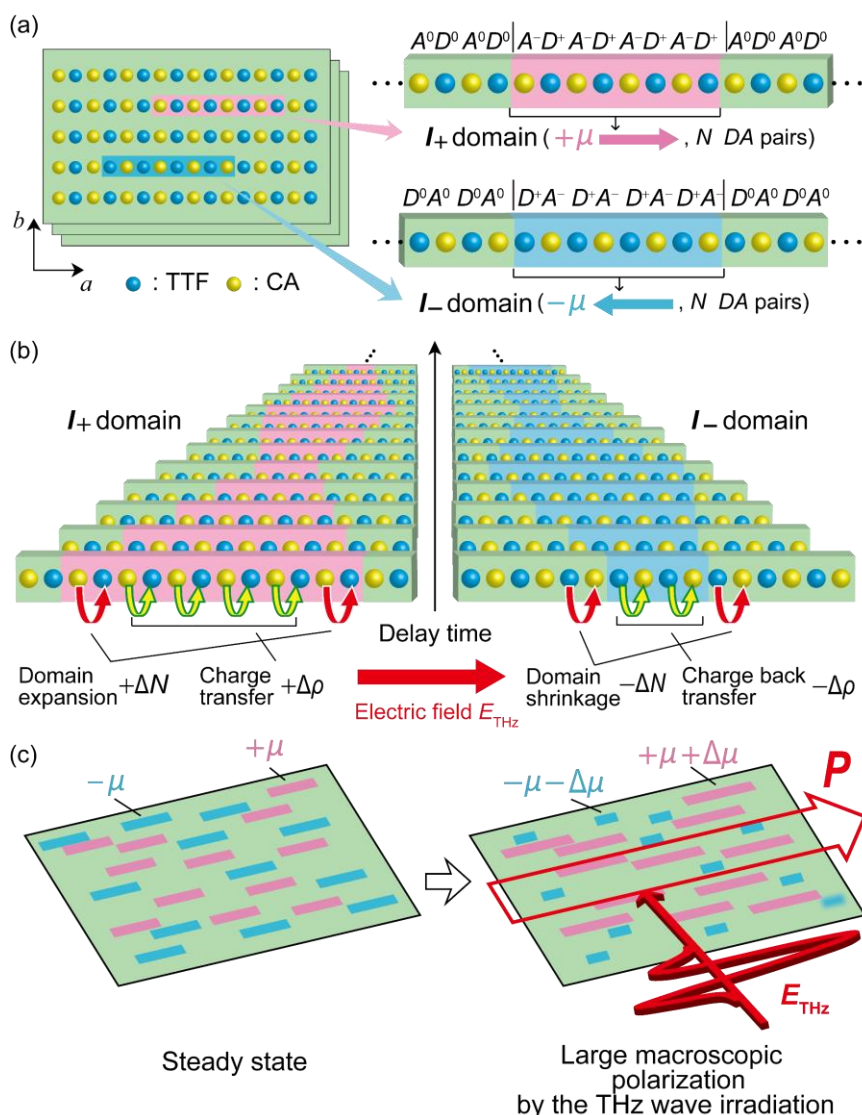 (a)
A⁰D⁰ A⁰D⁰ A⁻D⁺ A⁻D⁺ A⁻D⁺ A⁻D⁺ A⁰D⁰ A⁰D⁰
I₊ domain (+μ , N DA pairs)
D⁰A⁰ D⁰A⁰ D⁺A⁻ D⁺A⁻ D⁺A⁻ D⁺A⁻ D⁰A⁰ D⁰A⁰
b
a : TTF : CA
I₋ domain (−μ , N DA pairs)
(b)
I₊ domain
I₋ domain
Delay time
Domain expansion +ΔN
Charge transfer +Δρ
Electric field E_THz
Domain shrinkage −ΔN
Charge back transfer −Δρ
(c)
−μ
+μ
−μ−Δμ
+μ+Δμ
P
E_THz
Steady state
Large macroscopic
polarization
by the THz wave irradiation